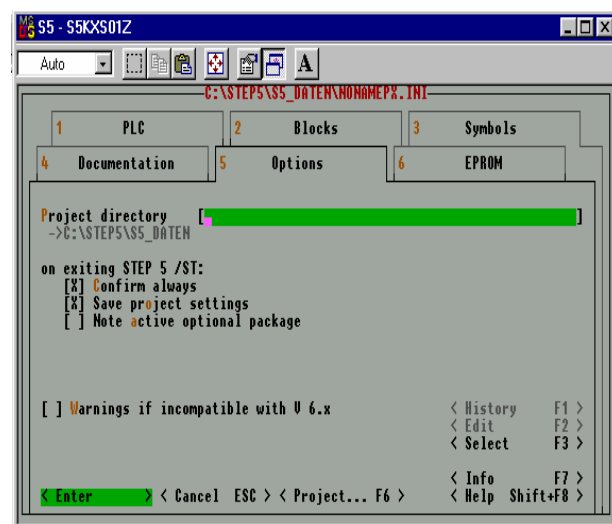 S5 - S5KXS01Z
Auto
A
C:\STEP5\S5_DATEN\NONAMEPX.INI
1 PLC 2 Blocks 3 Symbols
4 Documentation 5 Options 6 EPROM
Project directory [ ]
->C:\STEP5\S5_DATEN
on exiting STEP 5 /ST:
[X] Confirm always
[X] Save project settings
[ ] Note active optional package
[ ] Warnings if incompatible with V 6.x
< History F1 >
< Edit F2 >
< Select F3 >
< Info F7 >
< Enter > < Cancel ESC > < Project... F6 > < Help Shift+F8 >